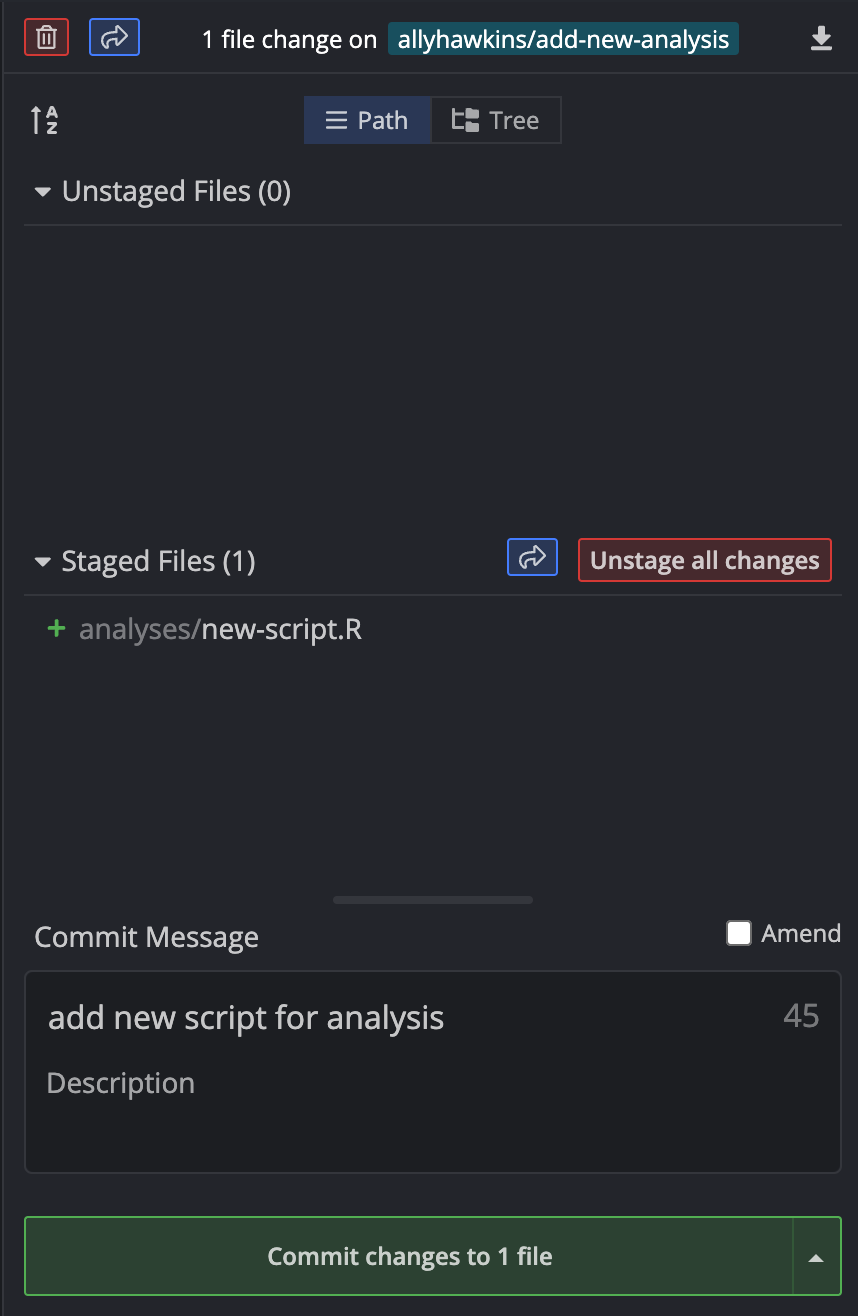 1 file change on allyhawkins/add-new-analysis
A
Z
Path Tree
Unstaged Files (0)
Staged Files (1) Unstage all changes
+ analyses/new-script.R
Commit Message Amend
add new script for analysis 45
Description
Commit changes to 1 file